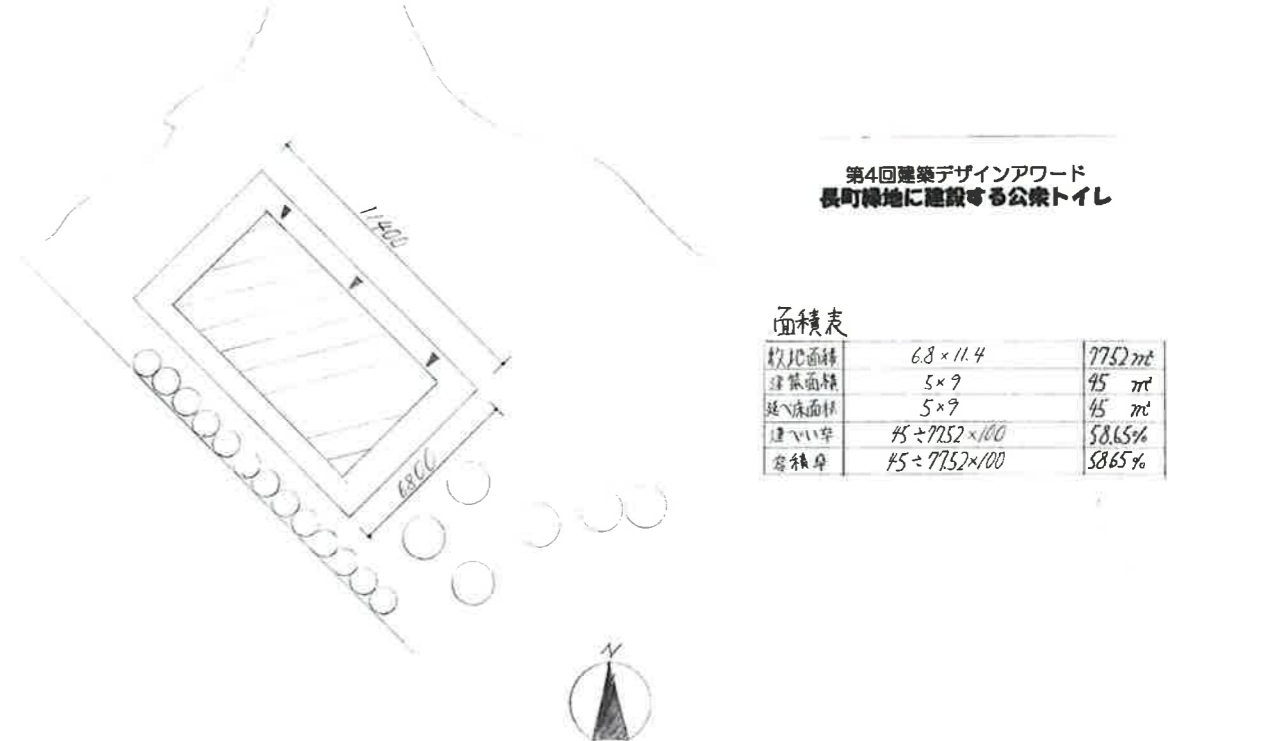 第4回建築デザインアワード
長町緑地に建設する公衆トイレ
11400
6800
N
面積表
敷地面積 6.8×11.4 77.52㎡
建築面積 5×9 45 ㎡
延べ床面積 5×9 45 ㎡
建ぺい率 45÷77.52×100 58.65%
容積率 45÷77.52×100 58.65%